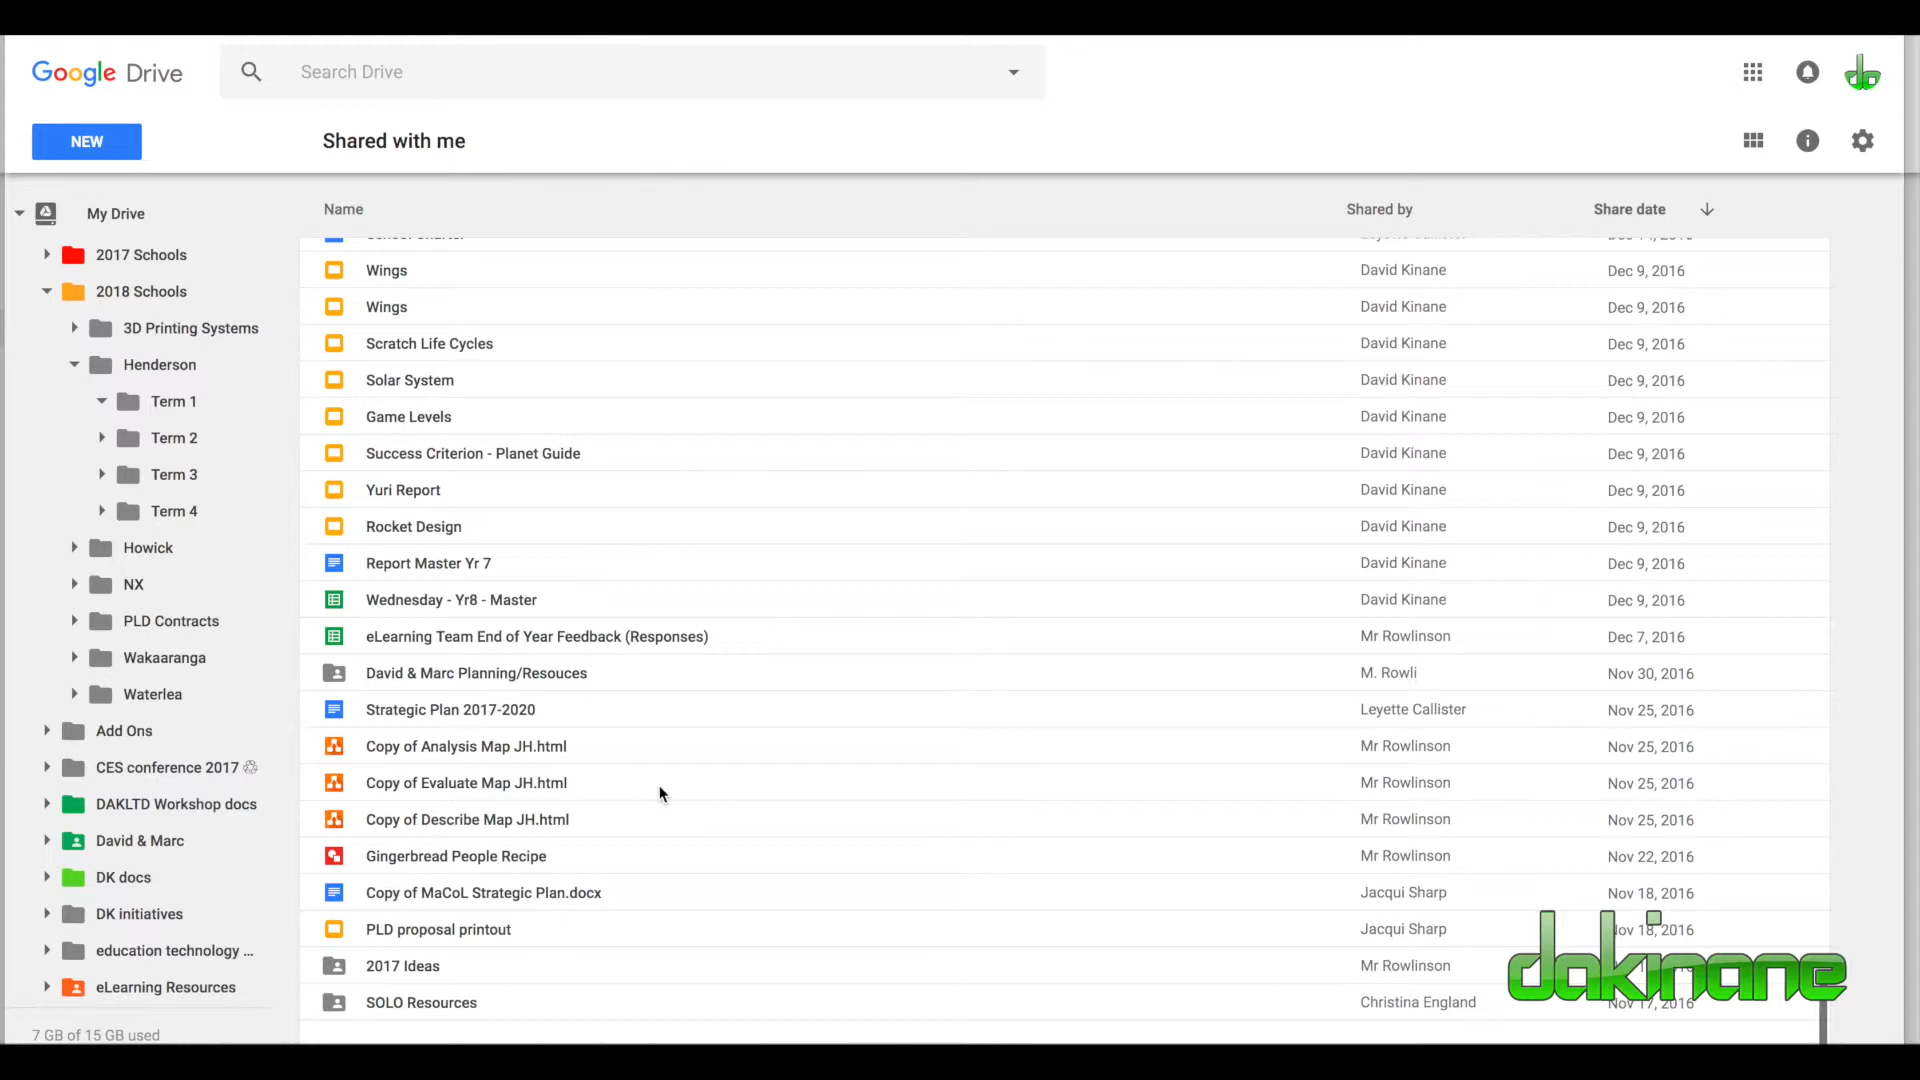 Google Drive
Search Drive
NEW
Shared with me
My Drive
2017 Schools
2018 Schools
3D Printing Systems
Henderson
Term 1
Term 2
Term 3
Term 4
Howick
NX
PLD Contracts
Wakaaranga
Waterlea
Add Ons
CES conference 2017
DAKLTD Workshop docs
David & Marc
DK docs
DK initiatives
education technology ...
eLearning Resources
7 GB of 15 GB used
Name Shared by Share date
Wings David Kinane Dec 9, 2016
Wings David Kinane Dec 9, 2016
Scratch Life Cycles David Kinane Dec 9, 2016
Solar System David Kinane Dec 9, 2016
Game Levels David Kinane Dec 9, 2016
Success Criterion - Planet Guide David Kinane Dec 9, 2016
Yuri Report David Kinane Dec 9, 2016
Rocket Design David Kinane Dec 9, 2016
Report Master Yr 7 David Kinane Dec 9, 2016
Wednesday - Yr8 - Master David Kinane Dec 9, 2016
eLearning Team End of Year Feedback (Responses) Mr Rowlinson Dec 7, 2016
David & Marc Planning/Resouces M. Rowli Nov 30, 2016
Strategic Plan 2017-2020 Leyette Callister Nov 25, 2016
Copy of Analysis Map JH.html Mr Rowlinson Nov 25, 2016
Copy of Evaluate Map JH.html Mr Rowlinson Nov 25, 2016
Copy of Describe Map JH.html Mr Rowlinson Nov 25, 2016
Gingerbread People Recipe Mr Rowlinson Nov 22, 2016
Copy of MaCoL Strategic Plan.docx Jacqui Sharp Nov 18, 2016
PLD proposal printout Jacqui Sharp Nov 18, 2016
2017 Ideas Mr Rowlinson
SOLO Resources Christina England Nov 17, 2016
dakinane